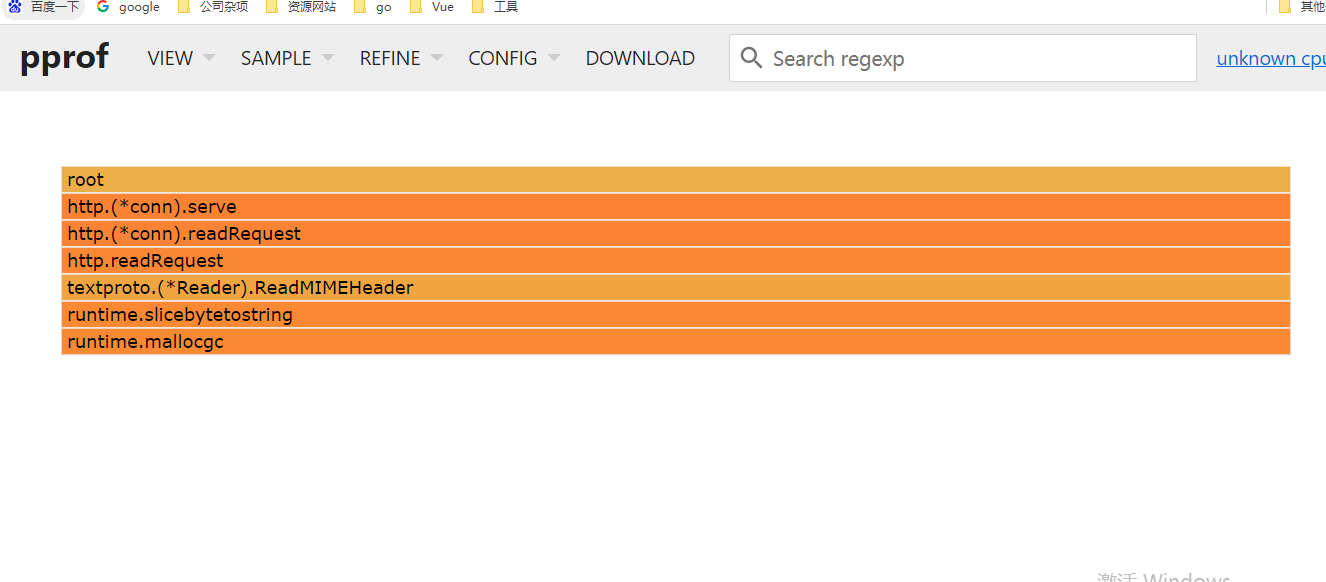 百度一下 google 公司杂项 资源网站 go Vue 工具 其他
pprof VIEW SAMPLE REFINE CONFIG DOWNLOAD Search regexp unknown cpu
root
http.(*conn).serve
http.(*conn).readRequest
http.readRequest
textproto.(*Reader).ReadMIMEHeader
runtime.slicebytetostring
runtime.mallocgc
激活 Windows